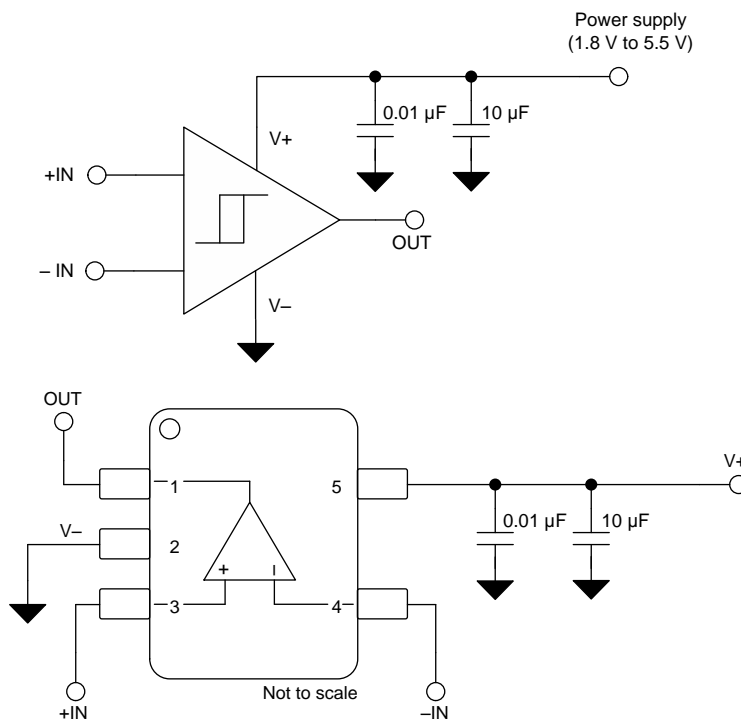 Power supply
(1.8 V to 5.5 V)
0.01 µF
10 µF
V+
+IN
OUT
– IN
V–
OUT
V+
1
5
0.01 µF
10 µF
V–
2
+
–
3
4
Not to scale
+IN
–IN